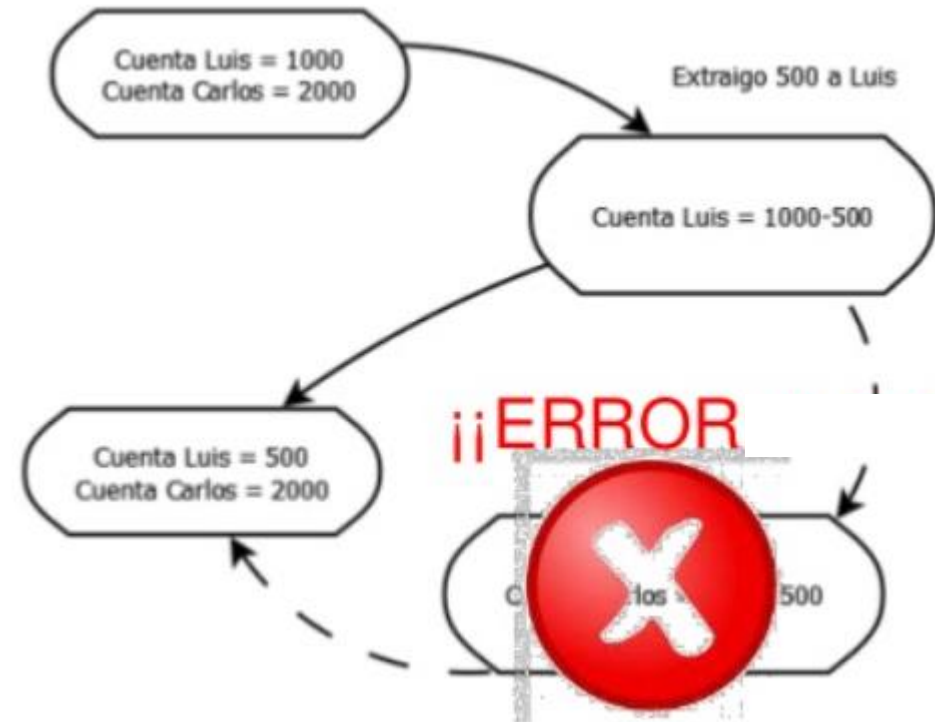 Cuenta Luis = 1000
Cuenta Carlos = 2000
Extraigo 500 a Luis
Cuenta Luis = 1000-500
¡¡ERROR
Cuenta Luis = 500
Cuenta Carlos = 2000
500